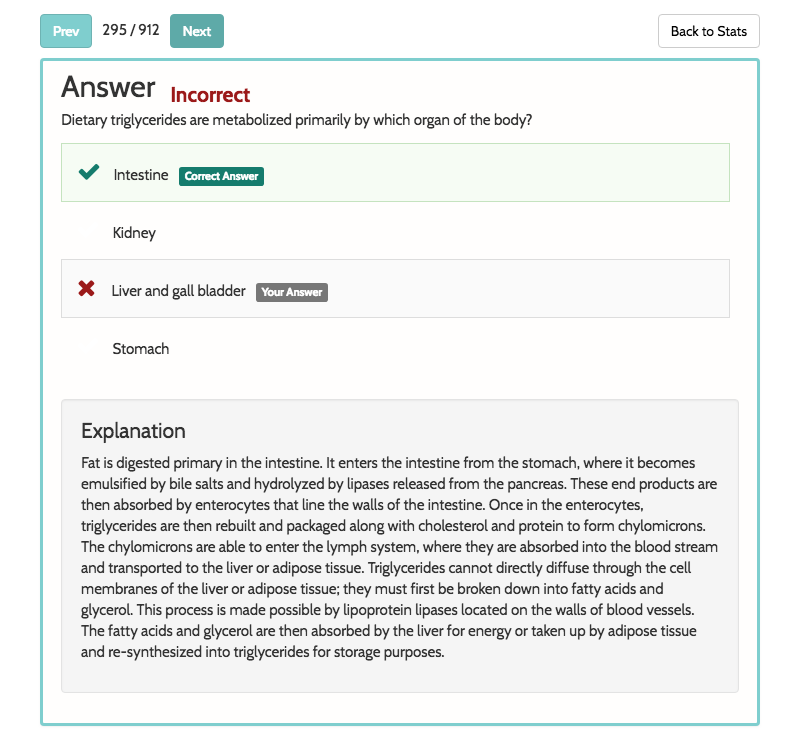 Prev 295 / 912 Next Back to Stats
Answer Incorrect
Dietary triglycerides are metabolized primarily by which organ of the body?
Intestine Correct Answer
Kidney
Liver and gall bladder Your Answer
Stomach
Explanation
Fat is digested primary in the intestine. It enters the intestine from the stomach, where it becomes
emulsified by bile salts and hydrolyzed by lipases released from the pancreas. These end products are
then absorbed by enterocytes that line the walls of the intestine. Once in the enterocytes,
triglycerides are then rebuilt and packaged along with cholesterol and protein to form chylomicrons.
The chylomicrons are able to enter the lymph system, where they are absorbed into the blood stream
and transported to the liver or adipose tissue. Triglycerides cannot directly diffuse through the cell
membranes of the liver or adipose tissue; they must first be broken down into fatty acids and
glycerol. This process is made possible by lipoprotein lipases located on the walls of blood vessels.
The fatty acids and glycerol are then absorbed by the liver for energy or taken up by adipose tissue
and re-synthesized into triglycerides for storage purposes.